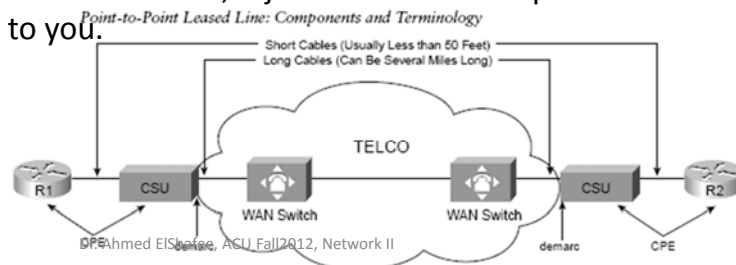 to you.
Point-to-Point Leased Line: Components and Terminology
Short Cables (Usually Less than 50 Feet)
Long Cables (Can Be Several Miles Long)
TELCO
R1
CSU
WAN Switch
WAN Switch
CSU
R2
CPE
demarc
demarc
CPE
Dr. Ahmed ElShafee, ACU Fall2012, Network II